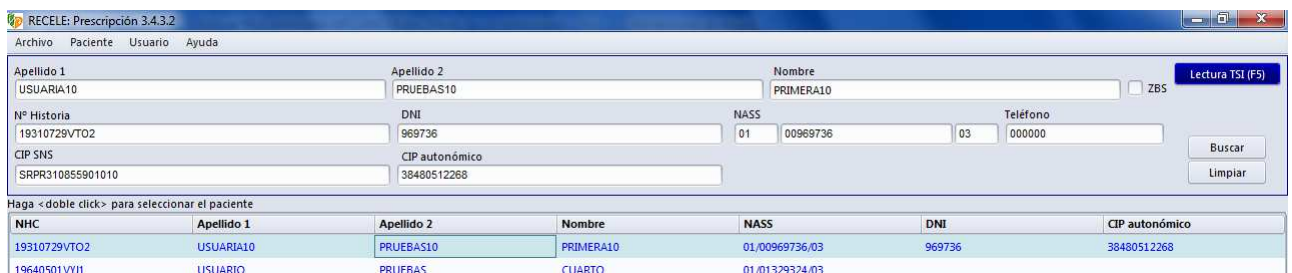 RECELE: Prescripción 3.4.3.2
Archivo Paciente Usuario Ayuda
Apellido 1 Apellido 2 Nombre Lectura TSI (F5)
USUARIA10 PRUEBAS10 PRIMERA10 ZBS
Nº Historia DNI NASS Teléfono
19310729VTO2 969736 01 00969736 03 000000
Buscar
CIP SNS CIP autonómico
SRPR310855901010 38480512268 Limpiar
Haga <doble click> para seleccionar el paciente
NHC Apellido 1 Apellido 2 Nombre NASS DNI CIP autonómico
19310729VTO2 USUARIA10 PRUEBAS10 PRIMERA10 01/00969736/03 969736 38480512268
19640501VYJ1 USUARIO PRUEBAS CUARTO 01/01329324/03